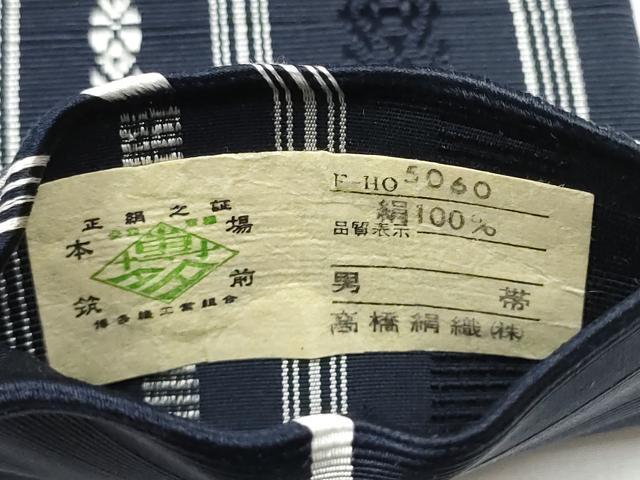 正絹之証
本場
筑前
博多織工業組合
F-HO 5060
絹100%
品質表示
男帯
高橋絹織(株)